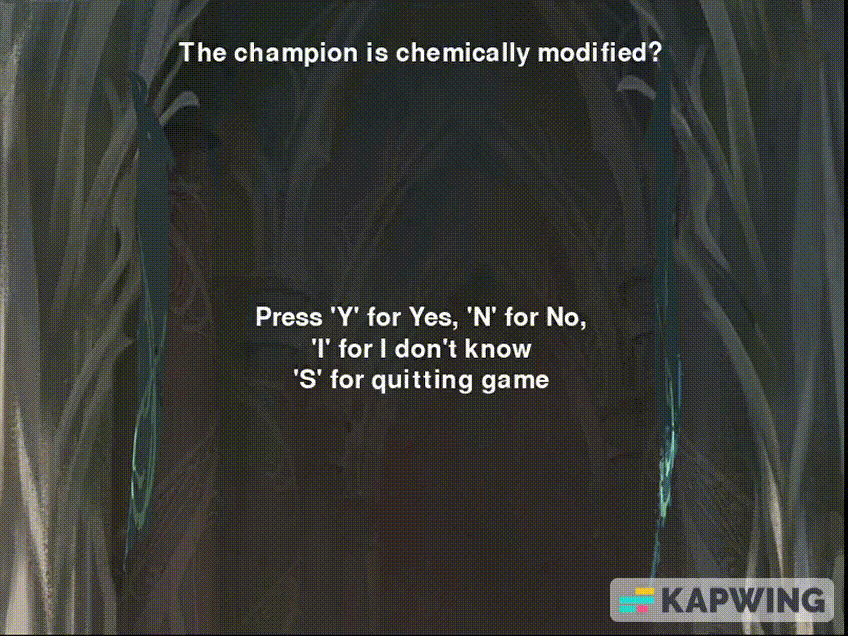 The champion is chemically modified?
Press 'Y' for Yes, 'N' for No,
'I' for I don't know
'S' for quitting game
KAPWING